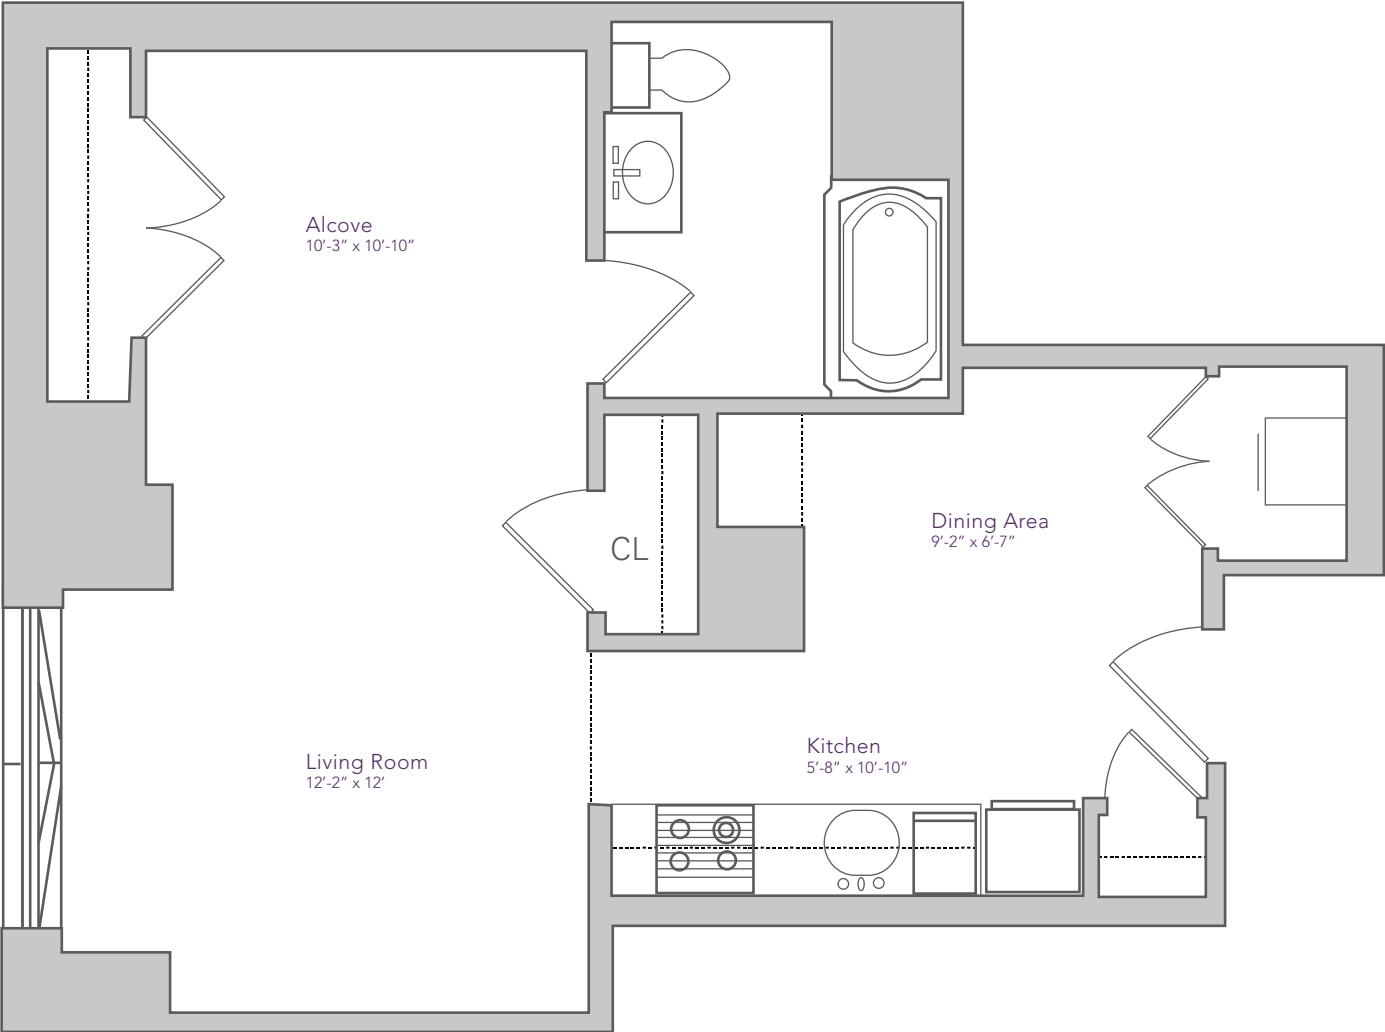 Alcove
10’-3” x 10’-10”
CL
Dining Area
9’-2” x 6’-7”
Living Room
12’-2” x 12’
Kitchen
5’-8” x 10’-10”